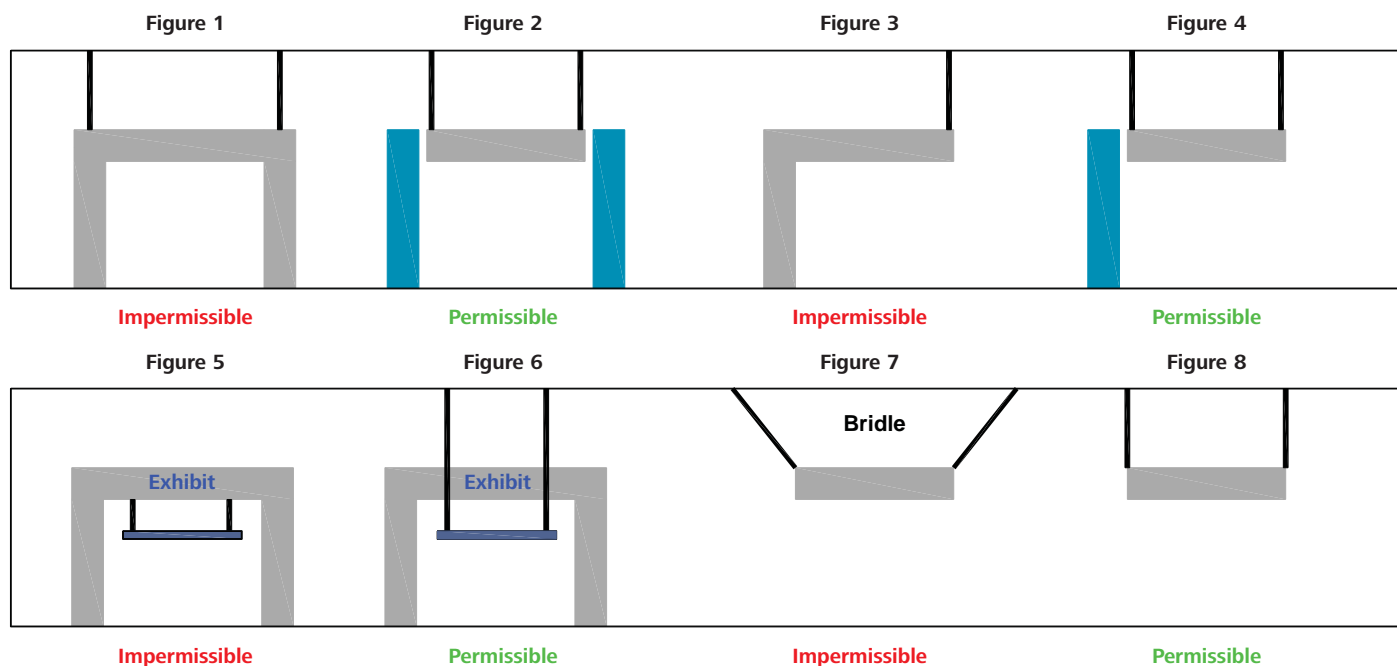 Figure 1 Figure 2 Figure 3 Figure 4
Impermissible Permissible Impermissible Permissible
Figure 5 Figure 6 Figure 7 Figure 8
Bridle
Exhibit Exhibit
Impermissible Permissible Impermissible Permissible